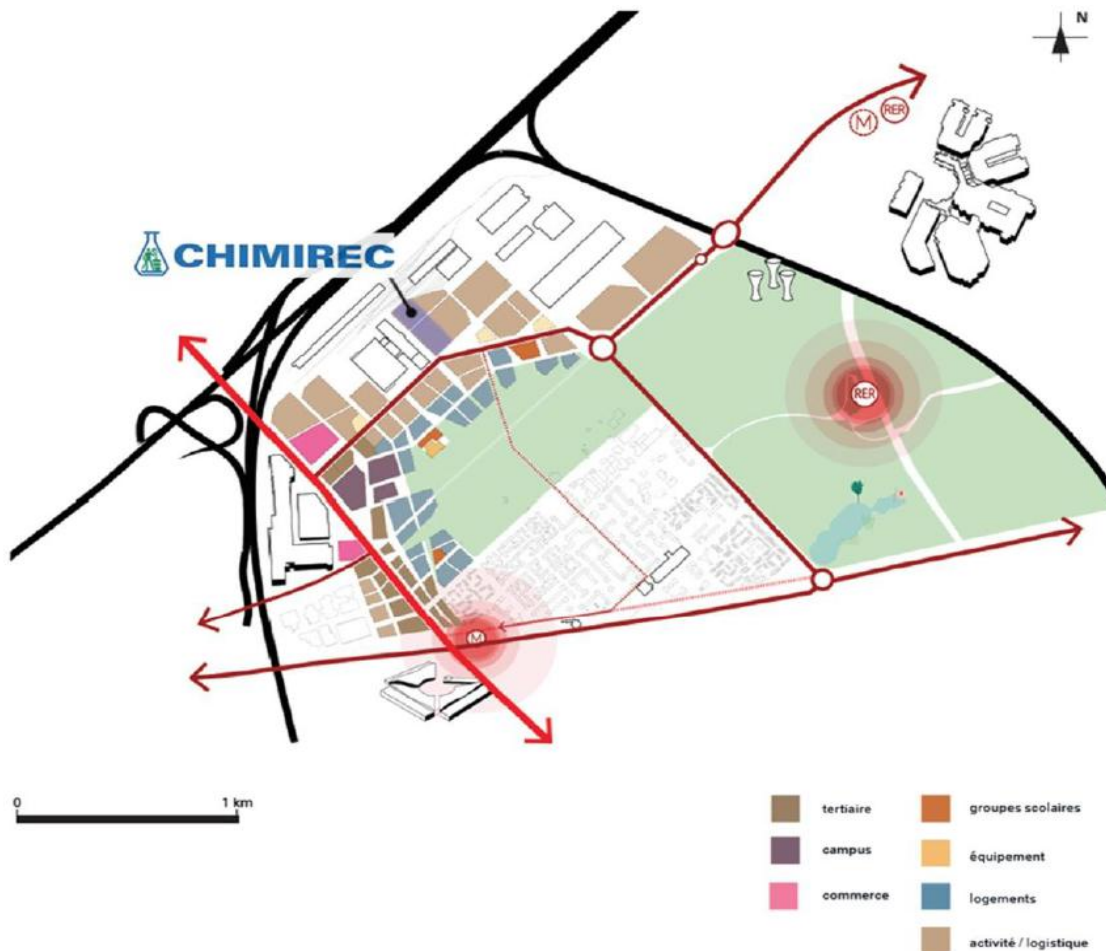 N
M
RER
CHIMIREC
RER
M
0
1 km
tertiaire
groupes scolaires
campus
équipement
commerce
logements
activité / logistique